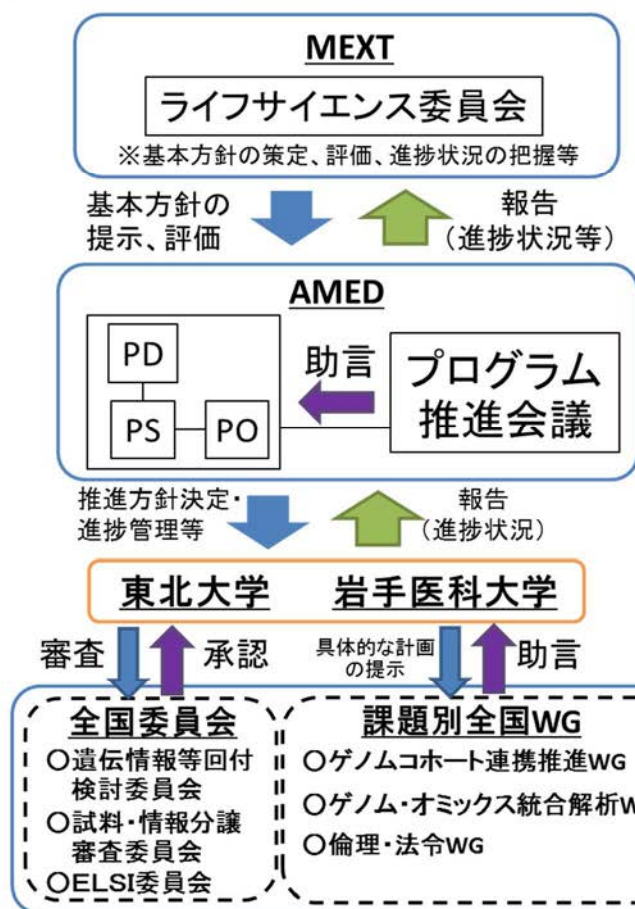 MEXT
ライフサイエンス委員会
※基本方針の策定、評価、進捗状況の把握等
基本方針の
提示、評価
報告
(進捗状況等)
AMED
PD
PS
PO
助言
プログラム
推進会議
推進方針決定・
進捗管理等
報告
(進捗状況)
東北大学
岩手医科大学
審査
承認
具体的な計画
の提示
助言
全国委員会
○遺伝情報等回付
検討委員会
○試料・情報分譲
審査委員会
○ELSI委員会
課題別全国WG
○ゲノムコホート連携推進WG
○ゲノム・オミックス統合解析W
○倫理・法令WG